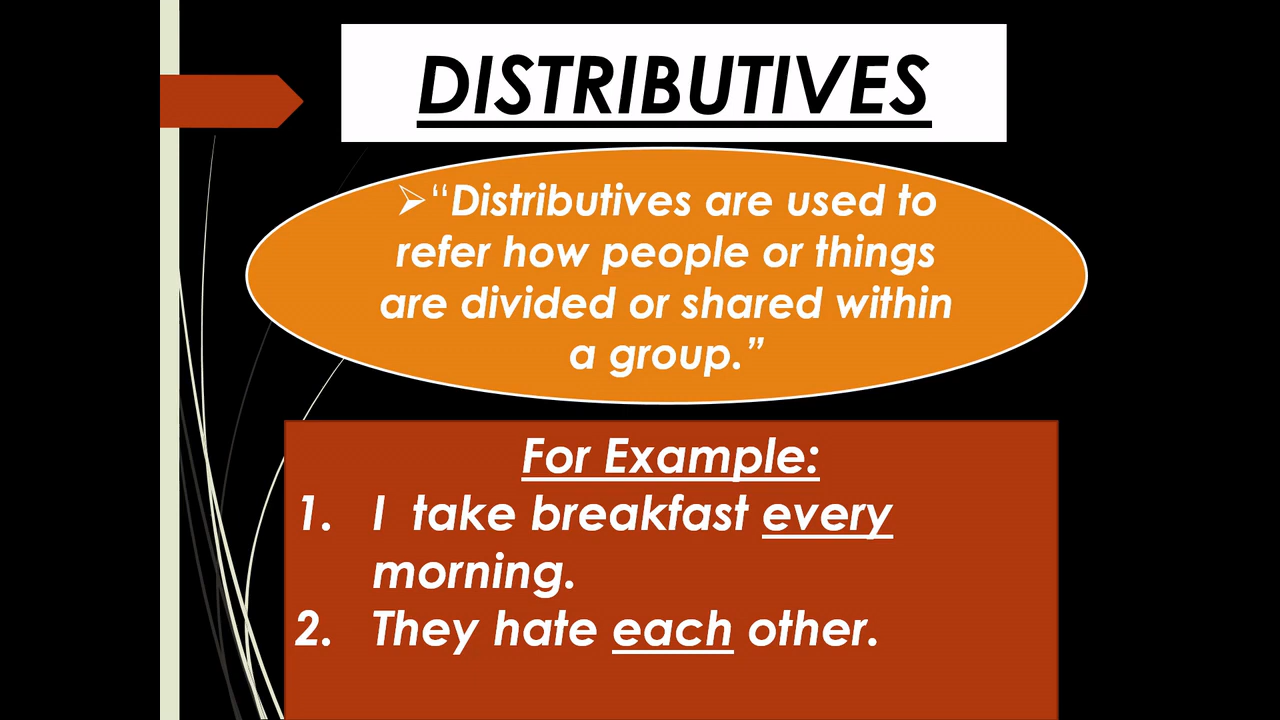 DISTRIBUTIVES
➢“Distributives are used to
refer how people or things
are divided or shared within
a group.”
For Example:
1. I take breakfast every
morning.
2. They hate each other.